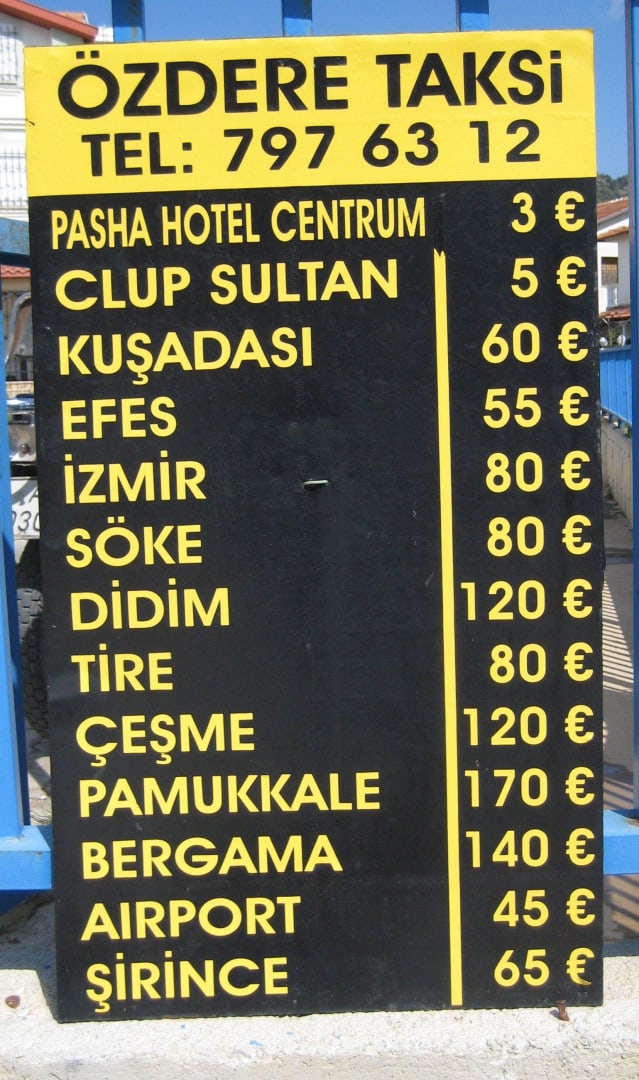 ÖZDERE TAKSİ
TEL: 797 63 12
PASHA HOTEL CENTRUM 3 €
CLUP SULTAN 5 €
KUŞADASI 60 €
EFES 55 €
İZMİR 80 €
SÖKE 80 €
DİDİM 120 €
TİRE 80 €
ÇEŞME 120 €
PAMUKKALE 170 €
BERGAMA 140 €
AIRPORT 45 €
ŞİRİNCE 65 €